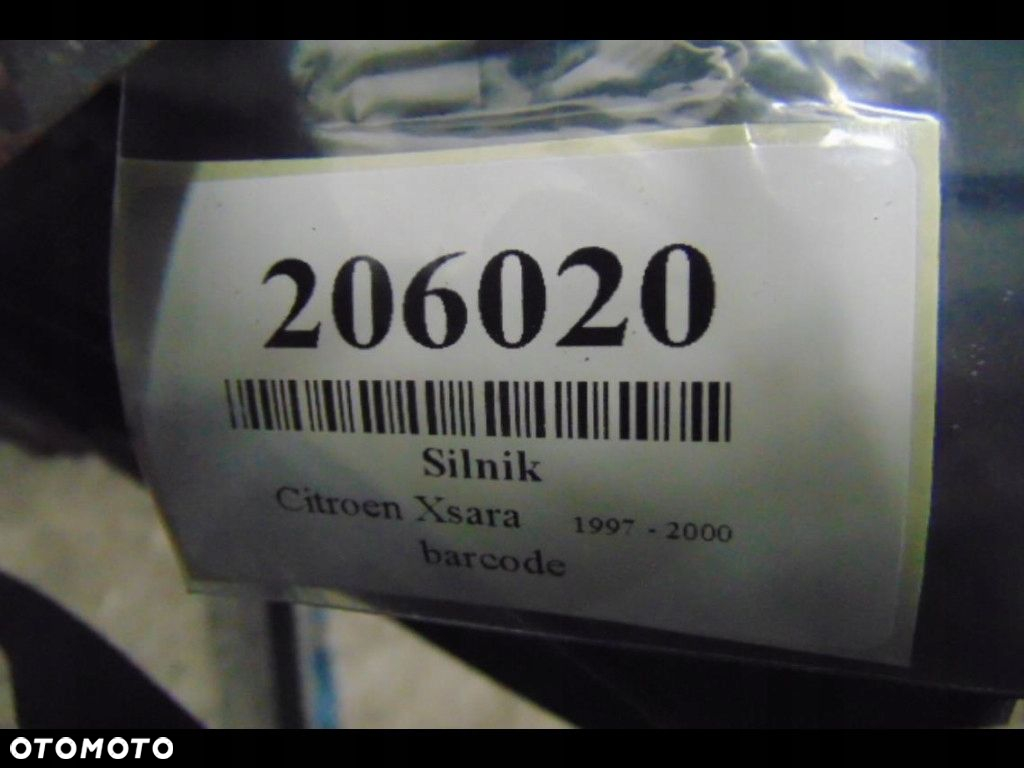 206020
Silnik
Citroen Xsara 1997 - 2000
barcode
OTOMOTO